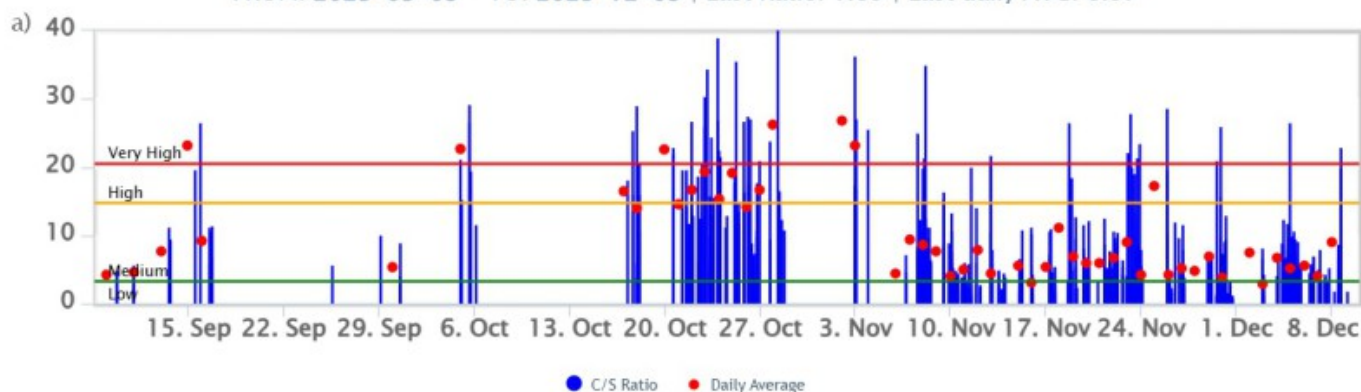 a)
40
30
20
10
0
Very High
High
Medium
Low
15. Sep 22. Sep 29. Sep 6. Oct 13. Oct 20. Oct 27. Oct 3. Nov 10. Nov 17. Nov 24. Nov 1. Dec 8. Dec
C/S Ratio Daily Average